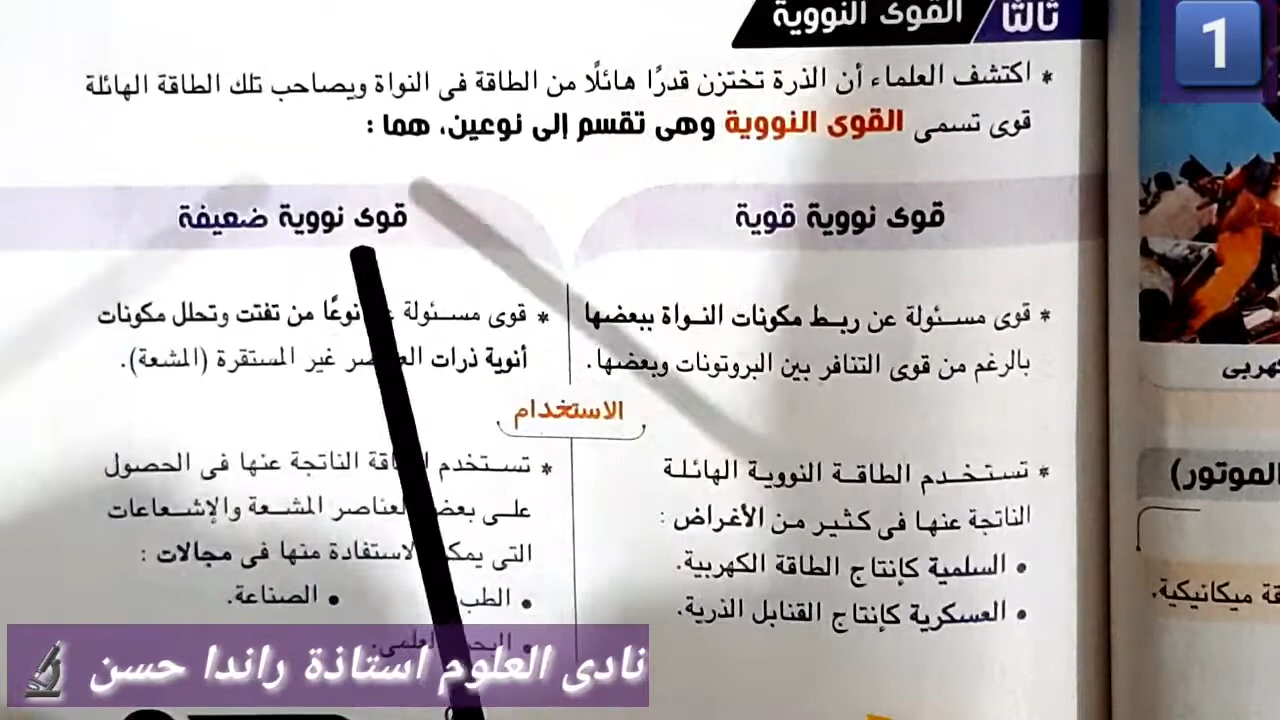 ثالثًا القوى النووية
1
* اكتشف العلماء أن الذرة تختزن قدرًا هائلًا من الطاقة فى النواة ويصاحب تلك الطاقة الهائلة
قوى تسمى القوى النووية وهى تقسم إلى نوعين، هما :
قوى نووية قوية
* قوى مسئولة عن ربط مكونات النواة ببعضها
بالرغم من قوى التنافر بين البروتونات وبعضها.
قوى نووية ضعيفة
* قوى مسئولة نوعًا من تفتت وتحلل مكونات
أنوية ذرات غير المستقرة (المشعة).
الاستخدام
* تستخدم الطاقة النووية الهائلة
الناتجة عنها فى كثير من الأغراض :
• السلمية كإنتاج الطاقة الكهربية.
• العسكرية كإنتاج القنابل الذرية.
* تستخدم الناتجة عنها فى الحصول
على العناصر المشعة والإشعاعات
التى الاستفادة منها فى مجالات :
• الطب • الصناعة.
نادى العلوم استاذة راندا حسن
الموتور)
ميكانيكية.